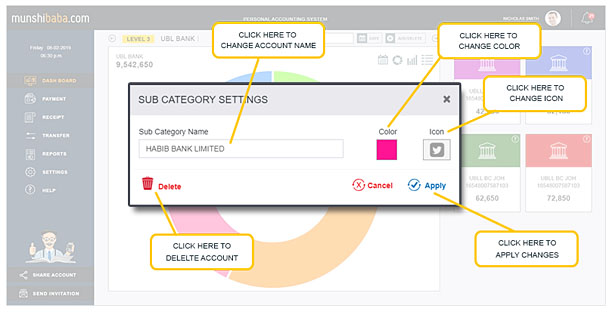 munshibaba.com
PERSONAL ACCOUNTING SYSTEM
NICHOLAS SMITH
Friday 06-02-2015
06:30 p.m.
LEVEL 3 UBL BANK :
UBL BANK
9,542,650
CLICK HERE TO
CHANGE ACCOUNT NAME
CLICK HERE TO
CHANGE COLOR
CLICK HERE TO
CHANGE ICON
DASH BOARD
PAYMENT
RECEIPT
TRANSFER
REPORTS
SETTINGS
HELP
SUB CATEGORY SETTINGS
Sub Category Name
Color
Icon
HABIB BANK LIMITED
Delete
Cancel
Apply
UBLL BC JOH
62,650
UBLL BC JOH
72,850
CLICK HERE TO
DELELTE ACCOUNT
CLICK HERE TO
APPLY CHANGES
SHARE ACCOUNT
SEND INVITATION